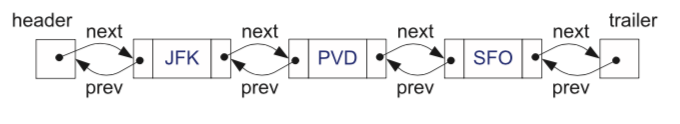 header trailer
next next next next
JFK PVD SFO
prev prev prev prev